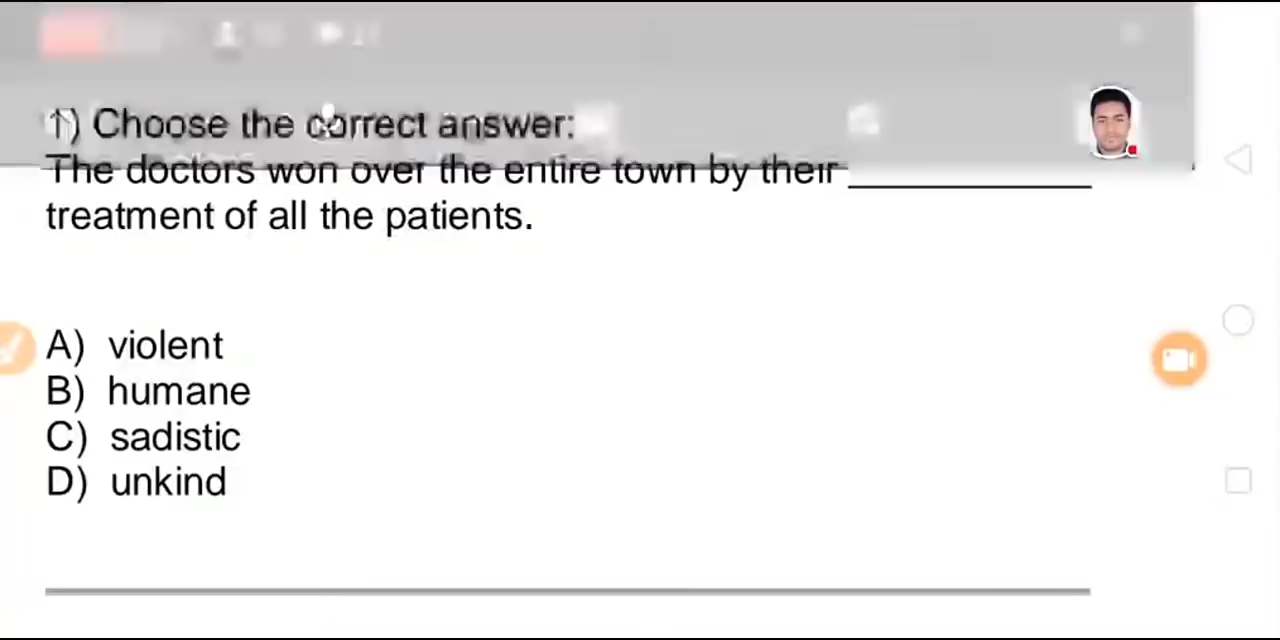 1) Choose the correct answer:
The doctors won over the entire town by their ____________
treatment of all the patients.
A) violent
B) humane
C) sadistic
D) unkind